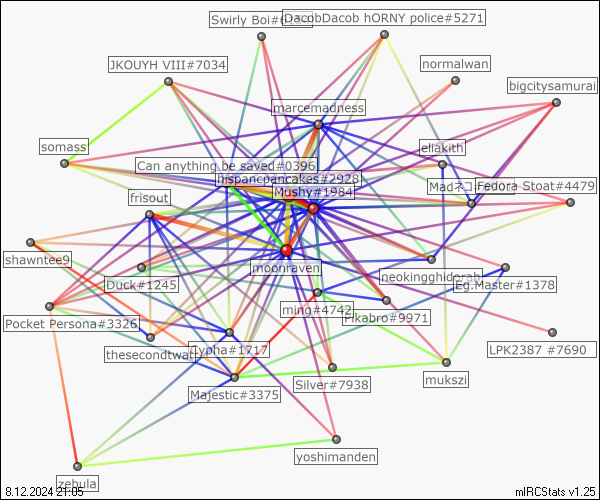 Swirly Boi#6
DacobDacob hORNY police#5271
JKOUYH VIII#7034
normalwan
bigcitysamurai
marcemadness
somass
eliakith
Can anything be saved#0396
hispancpancakes#2928
Mushy#1984
Madネコ
Fedora Stoat#4479
frisout
shawntee9
moonraven
Duck#1245
neokingghidorah
Eg.Master#1378
ming#4742
Pocket Persona#3326
Pikabro#9971
thesecondtwat
Typha#1717
LPK2387 #7690
mukszi
Silver#7938
Majestic#3375
yoshimanden
zebula
8.12.2024 21:05
mIRCStats v1.25